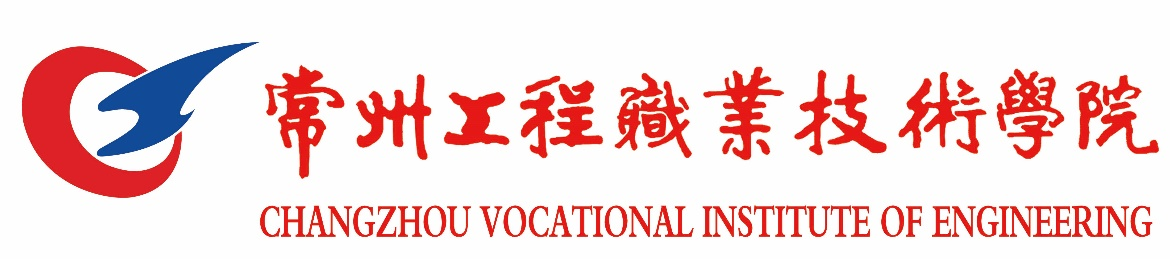 常州工程職業技術學院
CHANGZHOU VOCATIONAL INSTITUTE OF ENGINEERING